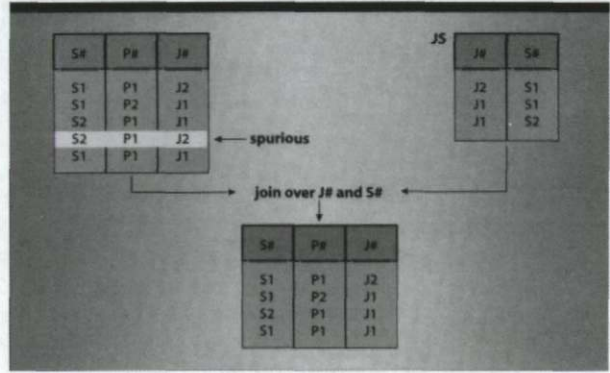 S# P# J#
S1 P1 J2
S1 P2 J1
S2 P1 J1
S2 P1 J2
S1 P1 J1
spurious
JS
J# S#
J2 S1
J1 S1
J1 S2
join over J# and S#
S# P# J#
S1 P1 J2
S1 P2 J1
S2 P1 J1
S1 P1 J1